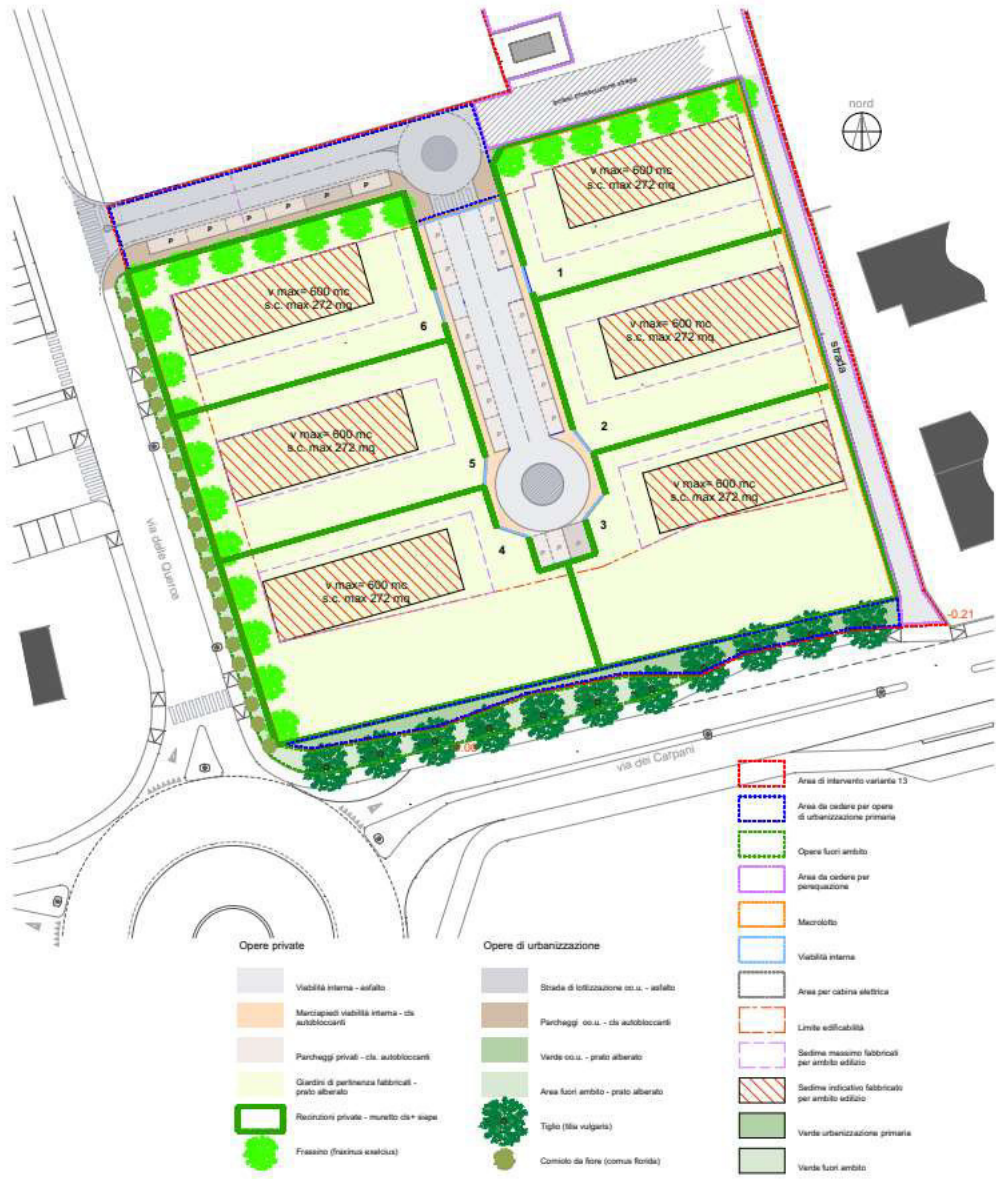 nord
v max= 600 mc
s.c. max 272 mq
1
v max= 600 mc
s.c. max 272 mq
6
v max= 600 mc
s.c. max 272 mq
strada
2
v max= 600 mc
s.c. max 272 mq
5
v max= 600 mc
s.c. max 272 mq
3
4
v max= 600 mc
s.c. max 272 mq
via delle Querce
-0.21
via dei Carpani
P
P
P
P
P
P
Area di intervento variante 13
Area da cedere per opere
di urbanizzazione primaria
Opere fuori ambito
Area da cedere per
perequazione
Macrolotto
Viabilità interna
Area per cabina elettrica
Limite edificabilità
Sedime massimo fabbricati
per ambito edilizio
Sedime indicativo fabbricato
per ambito edilizio
Verde urbanizzazione primaria
Verde fuori ambito
Opere private
Viabilità interna - asfalto
Marciapiedi viabilità interna - cls
autobloccanti
Parcheggi privati - cls. autobloccanti
Giardini di pertinenza fabbricati -
prato alberato
Recinzioni private - muretto cls+ siepe
Frassino (fraxinus exelcius)
Opere di urbanizzazione
Strada di lottizzazione oo.u. - asfalto
Parcheggi oo.u. - cls autobloccanti
Verde oo.u. - prato alberato
Area fuori ambito - prato alberato
Tiglio (tilia vulgaris)
Corniolo da fiore (cornus florida)